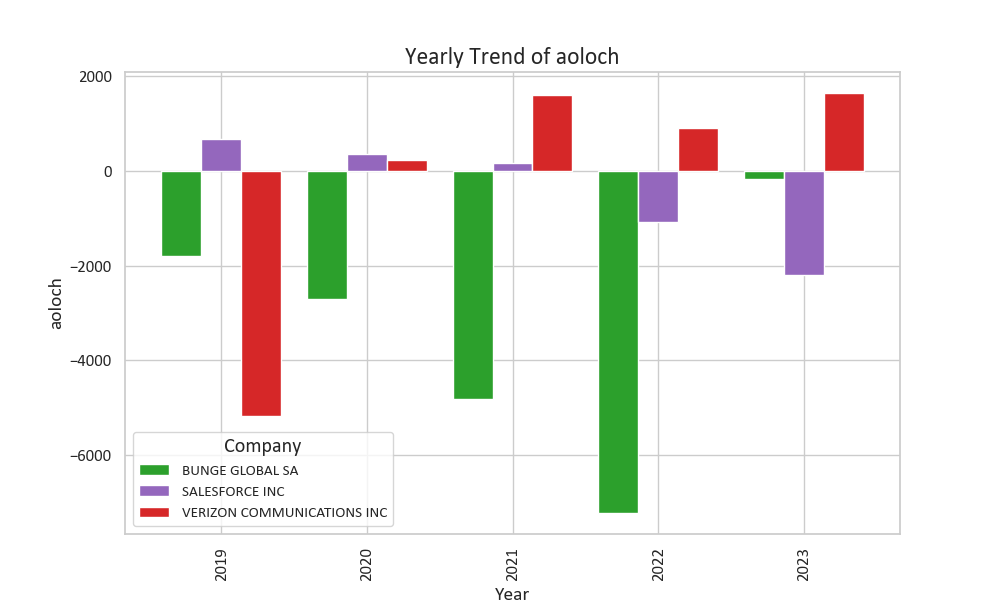 Yearly Trend of aoloch
aoloch
2000
0
−2000
−4000
−6000
Company
BUNGE GLOBAL SA
SALESFORCE INC
VERIZON COMMUNICATIONS INC
2019
2020
2021
2022
2023
Year